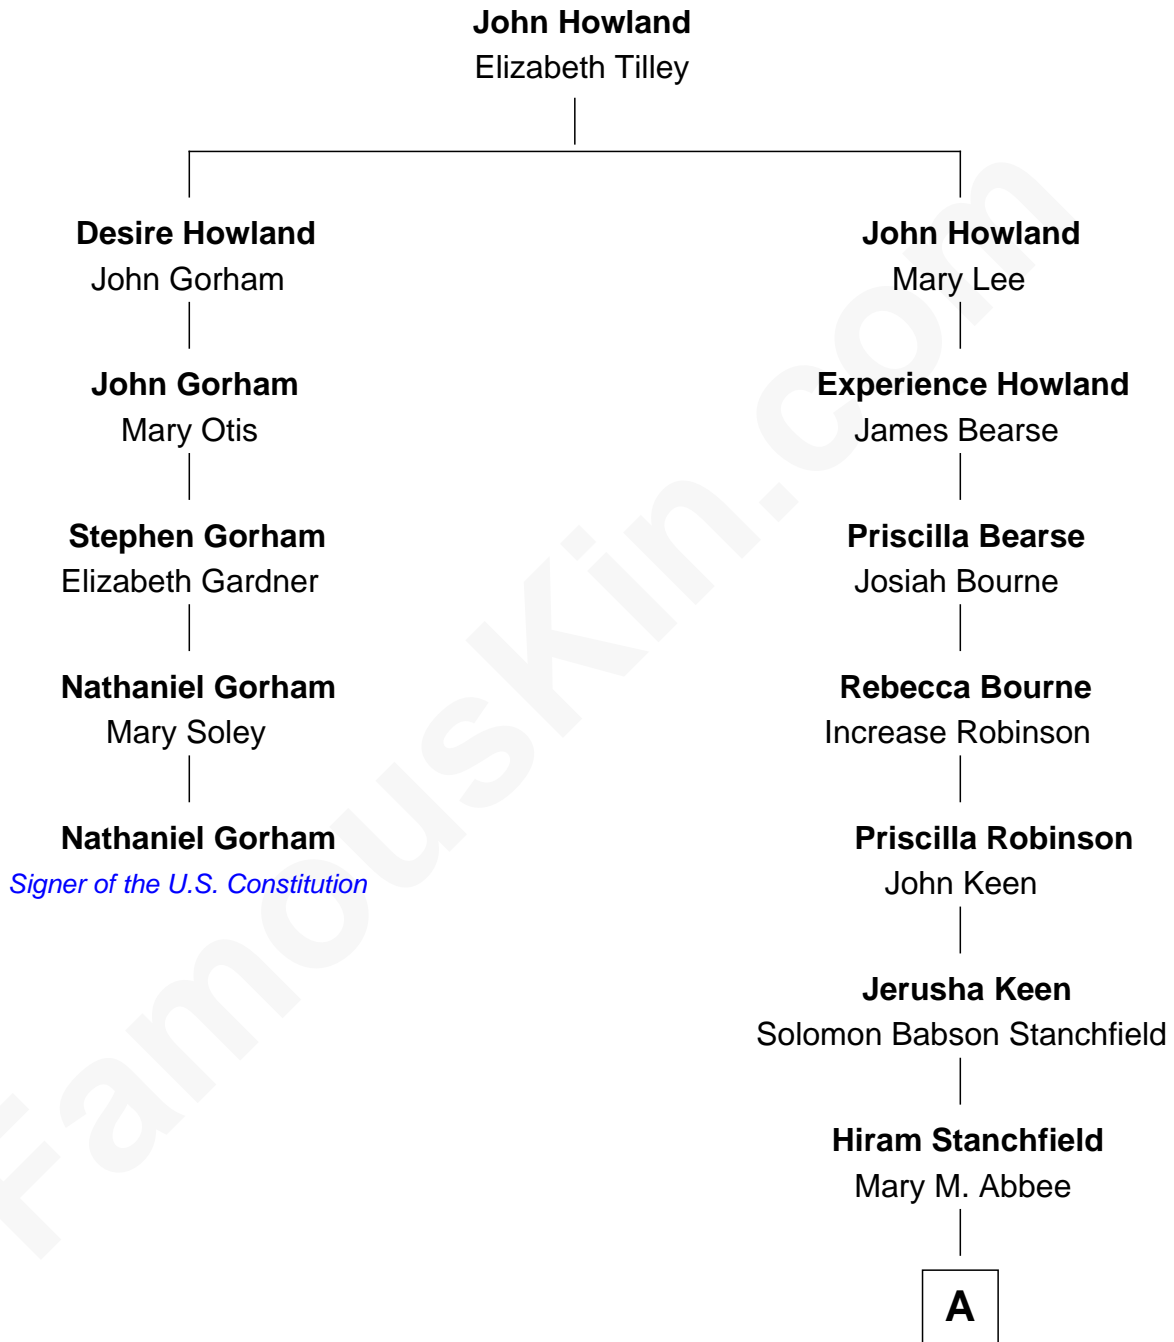 John Howland
Elizabeth Tilley
Desire Howland
John Gorham
John Howland
Mary Lee
John Gorham
Mary Otis
Experience Howland
James Bearse
Stephen Gorham
Elizabeth Gardner
Priscilla Bearse
Josiah Bourne
Nathaniel Gorham
Mary Soley
Rebecca Bourne
Increase Robinson
Nathaniel Gorham
Signer of the U.S. Constitution
Priscilla Robinson
John Keen
Jerusha Keen
Solomon Babson Stanchfield
Hiram Stanchfield
Mary M. Abbee
A
FamousKin.com